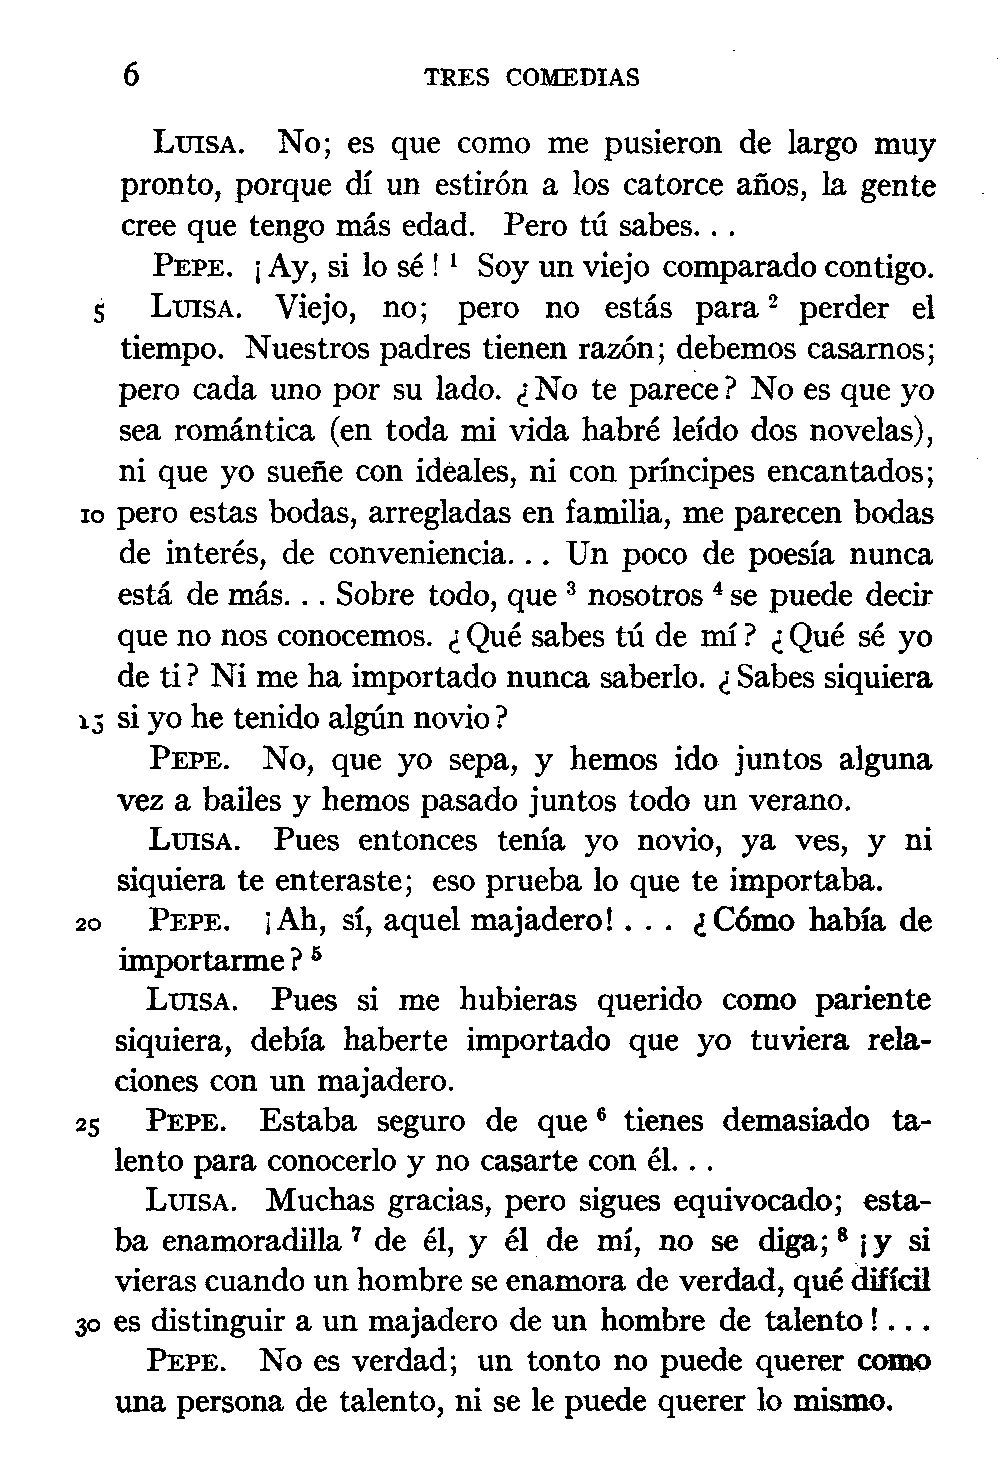 6 TRES COMEDIAS
LUISA. No; es que como me pusieron de largo muy
pronto, porque dí un estirón a los catorce años, la gente
cree que tengo más edad. Pero tú sabes. . .
PEPE. ¡Ay, si lo sé! ¹ Soy un viejo comparado contigo.
5 LUISA. Viejo, no; pero no estás para ² perder el
tiempo. Nuestros padres tienen razón; debemos casarnos;
pero cada uno por su lado. ¿No te parece? No es que yo
sea romántica (en toda mi vida habré leído dos novelas),
ni que yo sueñe con ideales, ni con príncipes encantados;
10 pero estas bodas, arregladas en familia, me parecen bodas
de interés, de conveniencia. . . Un poco de poesía nunca
está de más. . . Sobre todo, que ³ nosotros ⁴ se puede decir
que no nos conocemos. ¿Qué sabes tú de mí? ¿Qué sé yo
de ti? Ni me ha importado nunca saberlo. ¿Sabes siquiera
15 si yo he tenido algún novio?
PEPE. No, que yo sepa, y hemos ido juntos alguna
vez a bailes y hemos pasado juntos todo un verano.
LUISA. Pues entonces tenía yo novio, ya ves, y ni
siquiera te enteraste; eso prueba lo que te importaba.
20 PEPE. ¡Ah, sí, aquel majadero! . . . ¿Cómo había de
importarme? ⁵
LUISA. Pues si me hubieras querido como pariente
siquiera, debía haberte importado que yo tuviera rela-
ciones con un majadero.
25 PEPE. Estaba seguro de que ⁶ tienes demasiado ta-
lento para conocerlo y no casarte con él. . .
LUISA. Muchas gracias, pero sigues equivocado; esta-
ba enamoradilla ⁷ de él, y él de mí, no se diga; ⁸ ¡y si
vieras cuando un hombre se enamora de verdad, qué difícil
30 es distinguir a un majadero de un hombre de talento! . . .
PEPE. No es verdad; un tonto no puede querer como
una persona de talento, ni se le puede querer lo mismo.